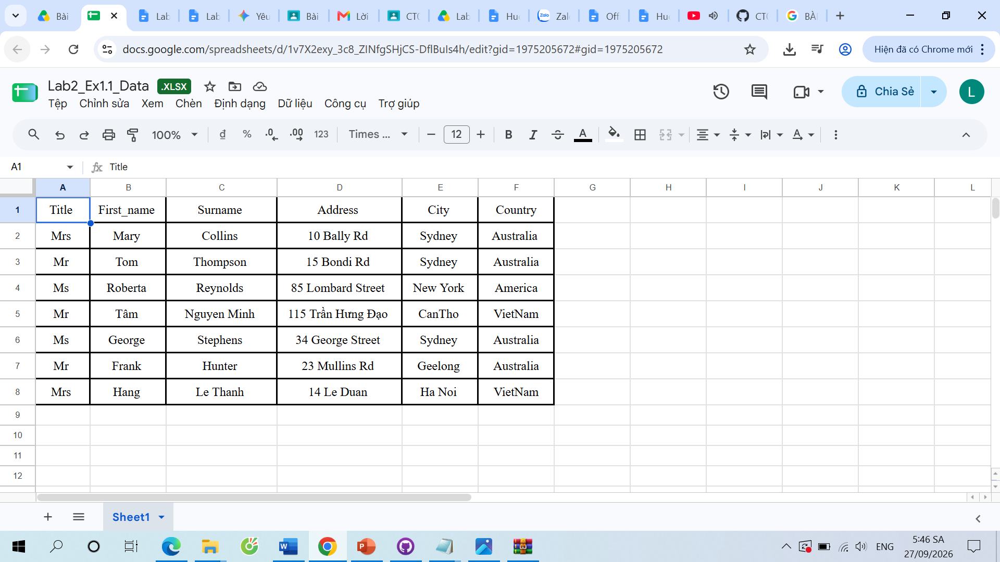 Bài
Lab
Lab
Yêu
Bài
Lời
CT(
Lab
Hu
Zalo
Zal
Off
Hu
CT(
BÀI
docs.google.com/spreadsheets/d/1v7X2exy_3c8_ZINfgSHjCS-DflBuIs4h/edit?gid=1975205672#gid=1975205672
Hiện đã có Chrome mới
Lab2_Ex1.1_Data .XLSX
Tệp Chỉnh sửa Xem Chèn Định dạng Dữ liệu Công cụ Trợ giúp
Chia Sẻ
L
100% đ % .0 .00 123 Times ... 12 B I S A A
A1 fx Title
A B C D E F G H I J K L
1 Title First_name Surname Address City Country
2 Mrs Mary Collins 10 Bally Rd Sydney Australia
3 Mr Tom Thompson 15 Bondi Rd Sydney Australia
4 Ms Roberta Reynolds 85 Lombard Street New York America
5 Mr Tâm Nguyen Minh 115 Trần Hưng Đạo CanTho VietNam
6 Ms George Stephens 34 George Street Sydney Australia
7 Mr Frank Hunter 23 Mullins Rd Geelong Australia
8 Mrs Hang Le Thanh 14 Le Duan Ha Noi VietNam
9
10
11
12
Sheet1
W P
ENG
5:46 SA
27/09/2026